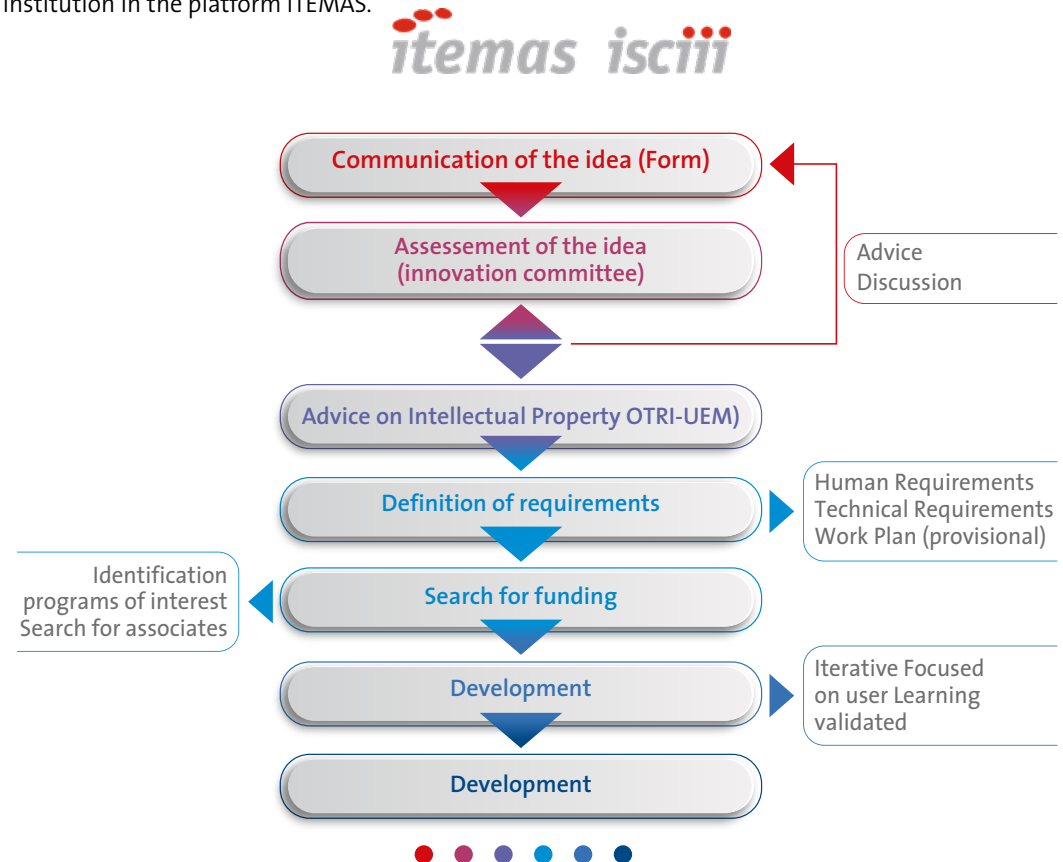 institution in the platform ITEMAS.
itemas isciii
Communication of the idea (Form)
Assessement of the idea
(innovation committee)
Advice
Discussion
Advice on Intellectual Property OTRI-UEM)
Definition of requirements
Human Requirements
Technical Requirements
Work Plan (provisional)
Identification
programs of interest
Search for associates
Search for funding
Development
Iterative Focused
on user Learning
validated
Development